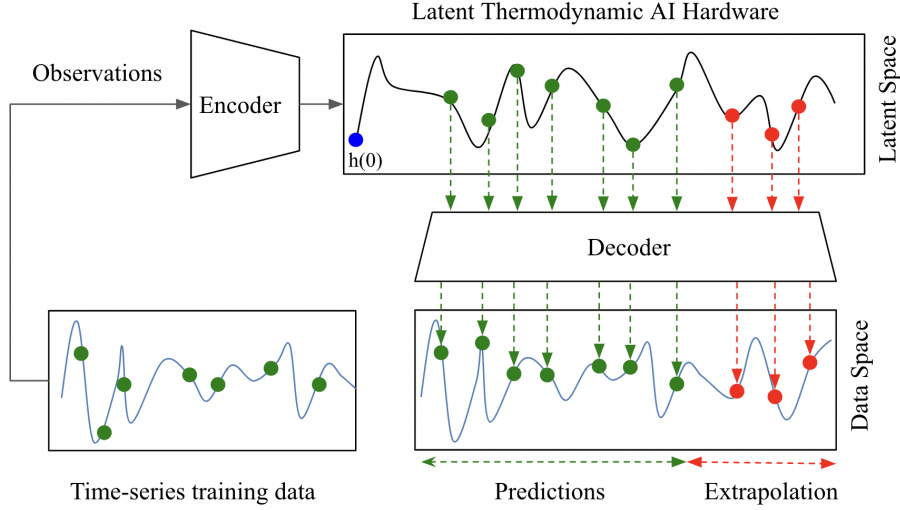 Latent Thermodynamic AI Hardware
Observations
Encoder
h(0)
Latent Space
Decoder
Data Space
Time-series training data
Predictions
Extrapolation